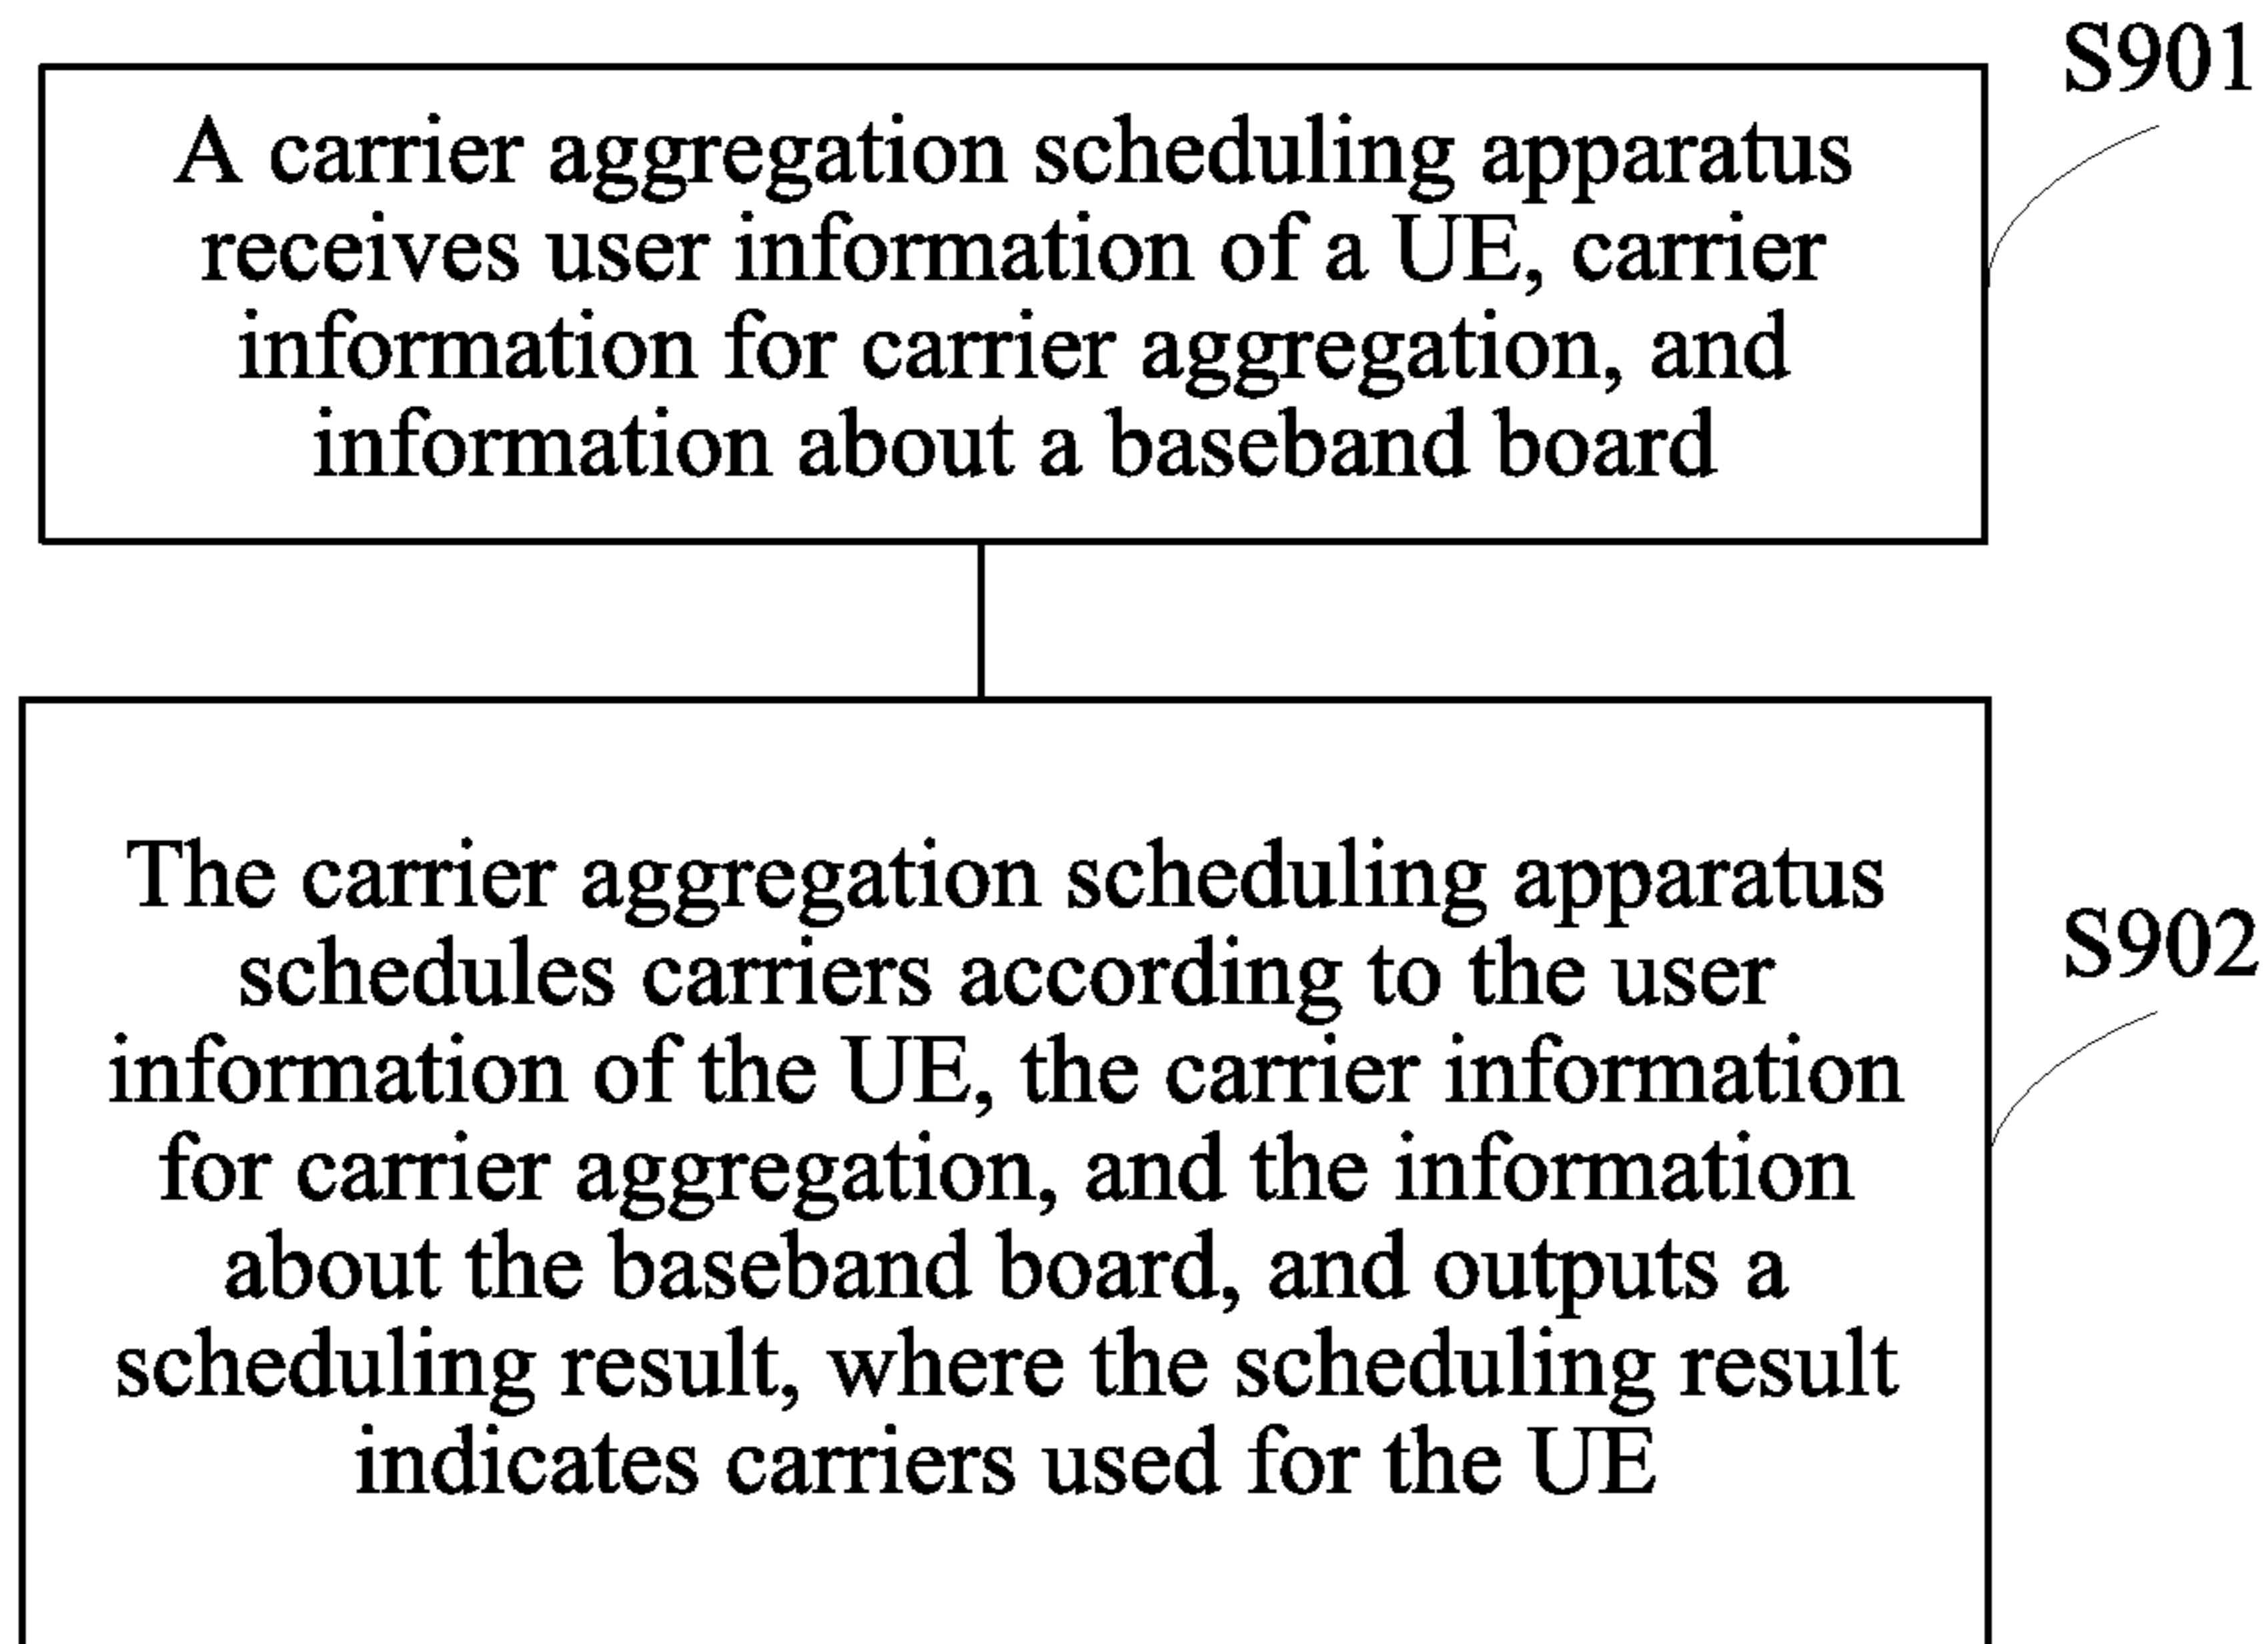 S901
A carrier aggregation scheduling apparatus
receives user information of a UE, carrier
information for carrier aggregation, and
information about a baseband board
The carrier aggregation scheduling apparatus
schedules carriers according to the user
information of the UE, the carrier information
for carrier aggregation, and the information
about the baseband board, and outputs a
scheduling result, where the scheduling result
indicates carriers used for the UE
S902